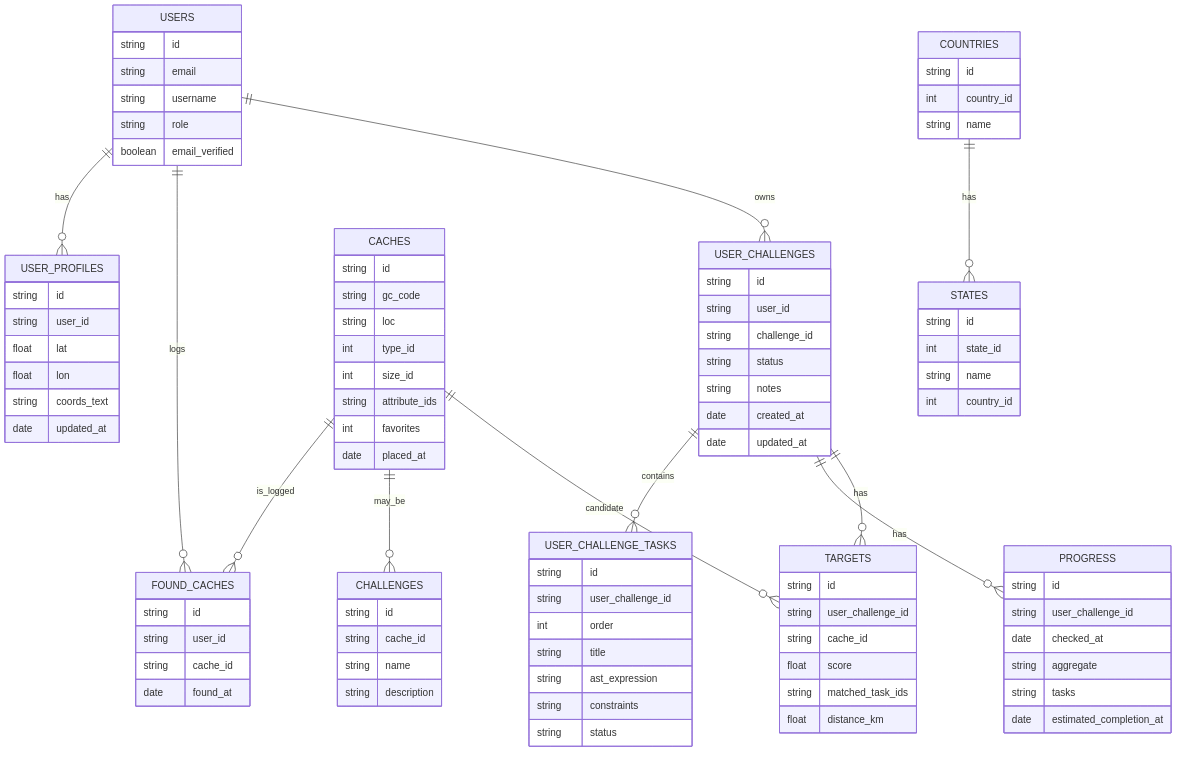 USERS
string id
string email
string username
string role
boolean email_verified
COUNTRIES
string id
int country_id
string name
has
owns
has
logs
USER_PROFILES
string id
string user_id
float lat
float lon
string coords_text
date updated_at
CACHES
string id
string gc_code
string loc
int type_id
int size_id
string attribute_ids
int favorites
date placed_at
USER_CHALLENGES
string id
string user_id
string challenge_id
string status
string notes
date created_at
date updated_at
STATES
string id
int state_id
string name
int country_id
is_logged
may_be
candidate
contains
has
has
FOUND_CACHES
string id
string user_id
string cache_id
date found_at
CHALLENGES
string id
string cache_id
string name
string description
USER_CHALLENGE_TASKS
string id
string user_challenge_id
int order
string title
string ast_expression
string constraints
string status
TARGETS
string id
string user_challenge_id
string cache_id
float score
string matched_task_ids
float distance_km
PROGRESS
string id
string user_challenge_id
date checked_at
string aggregate
string tasks
date estimated_completion_at